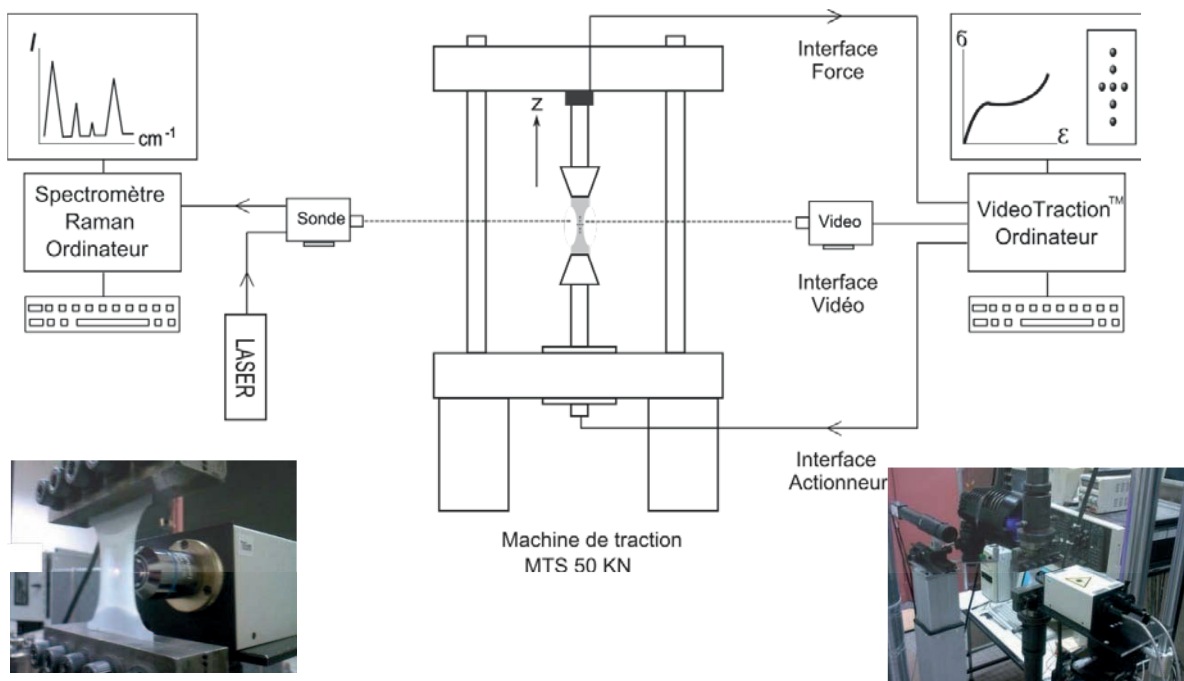 I
cm-1
Spectromètre
Raman
Ordinateur
Sonde
LASER
z
Interface
Force
б
ε
Video
VideoTraction™
Ordinateur
Interface
Vidéo
Interface
Actionneur
Machine de traction
MTS 50 KN